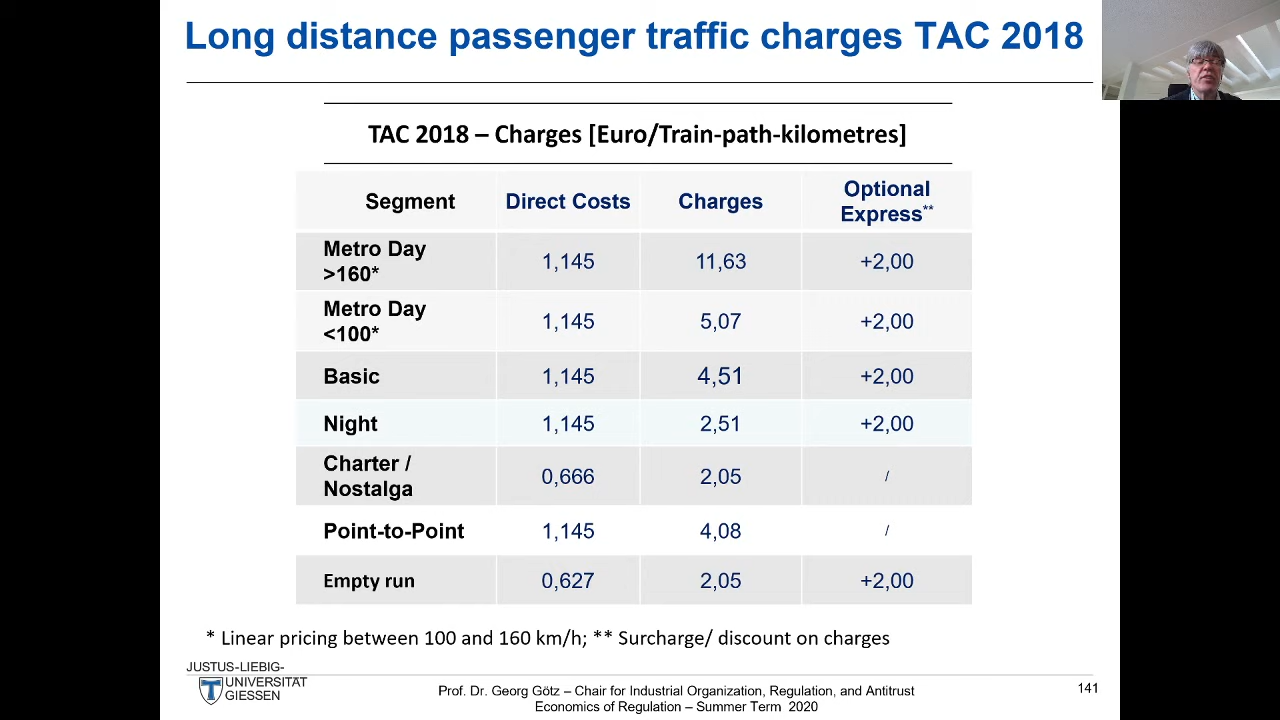 Long distance passenger traffic charges TAC 2018
TAC 2018 – Charges [Euro/Train-path-kilometres]
Segment Direct Costs Charges Optional Express**
Metro Day >160* 1,145 11,63 +2,00
Metro Day <100* 1,145 5,07 +2,00
Basic 1,145 4,51 +2,00
Night 1,145 2,51 +2,00
Charter / Nostalga 0,666 2,05 /
Point-to-Point 1,145 4,08 /
Empty run 0,627 2,05 +2,00
* Linear pricing between 100 and 160 km/h; ** Surcharge/ discount on charges
JUSTUS-LIEBIG-
UNIVERSITÄT
GIESSEN
Prof. Dr. Georg Götz – Chair for Industrial Organization, Regulation, and Antitrust
Economics of Regulation – Summer Term 2020
141